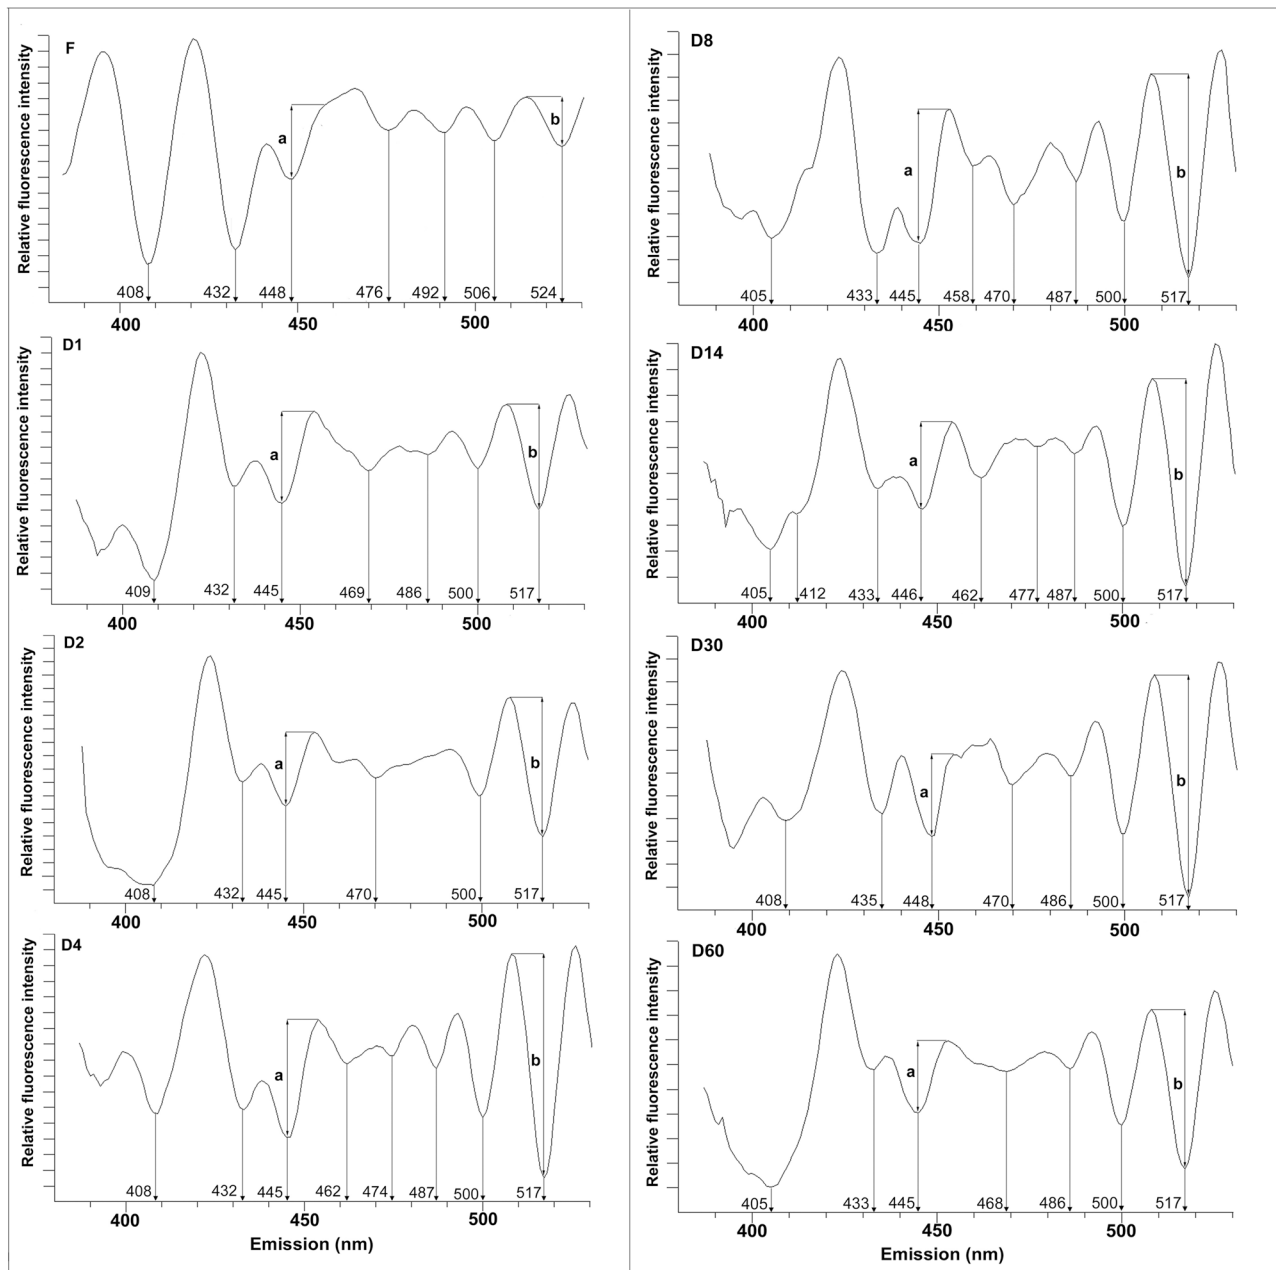 F
Relative fluorescence intensity
a
b
408 432 448 476 492 506 524
400 450 500
D1
Relative fluorescence intensity
a
b
409 432 445 469 486 500 517
400 450 500
D2
Relative fluorescence intensity
a
b
408 432 445 470 500 517
400 450 500
D4
Relative fluorescence intensity
a
b
408 432 445 462 474 487 500 517
400 450 500
Emission (nm)
D8
Relative fluorescence intensity
a
b
405 433 445 458 470 487 500 517
400 450 500
D14
Relative fluorescence intensity
a
b
405 412 433 446 462 477 487 500 517
400 450 500
D30
Relative fluorescence intensity
a
b
408 435 448 470 486 500 517
400 450 500
D60
Relative fluorescence intensity
a
b
405 433 445 468 486 500 517
400 450 500
Emission (nm)